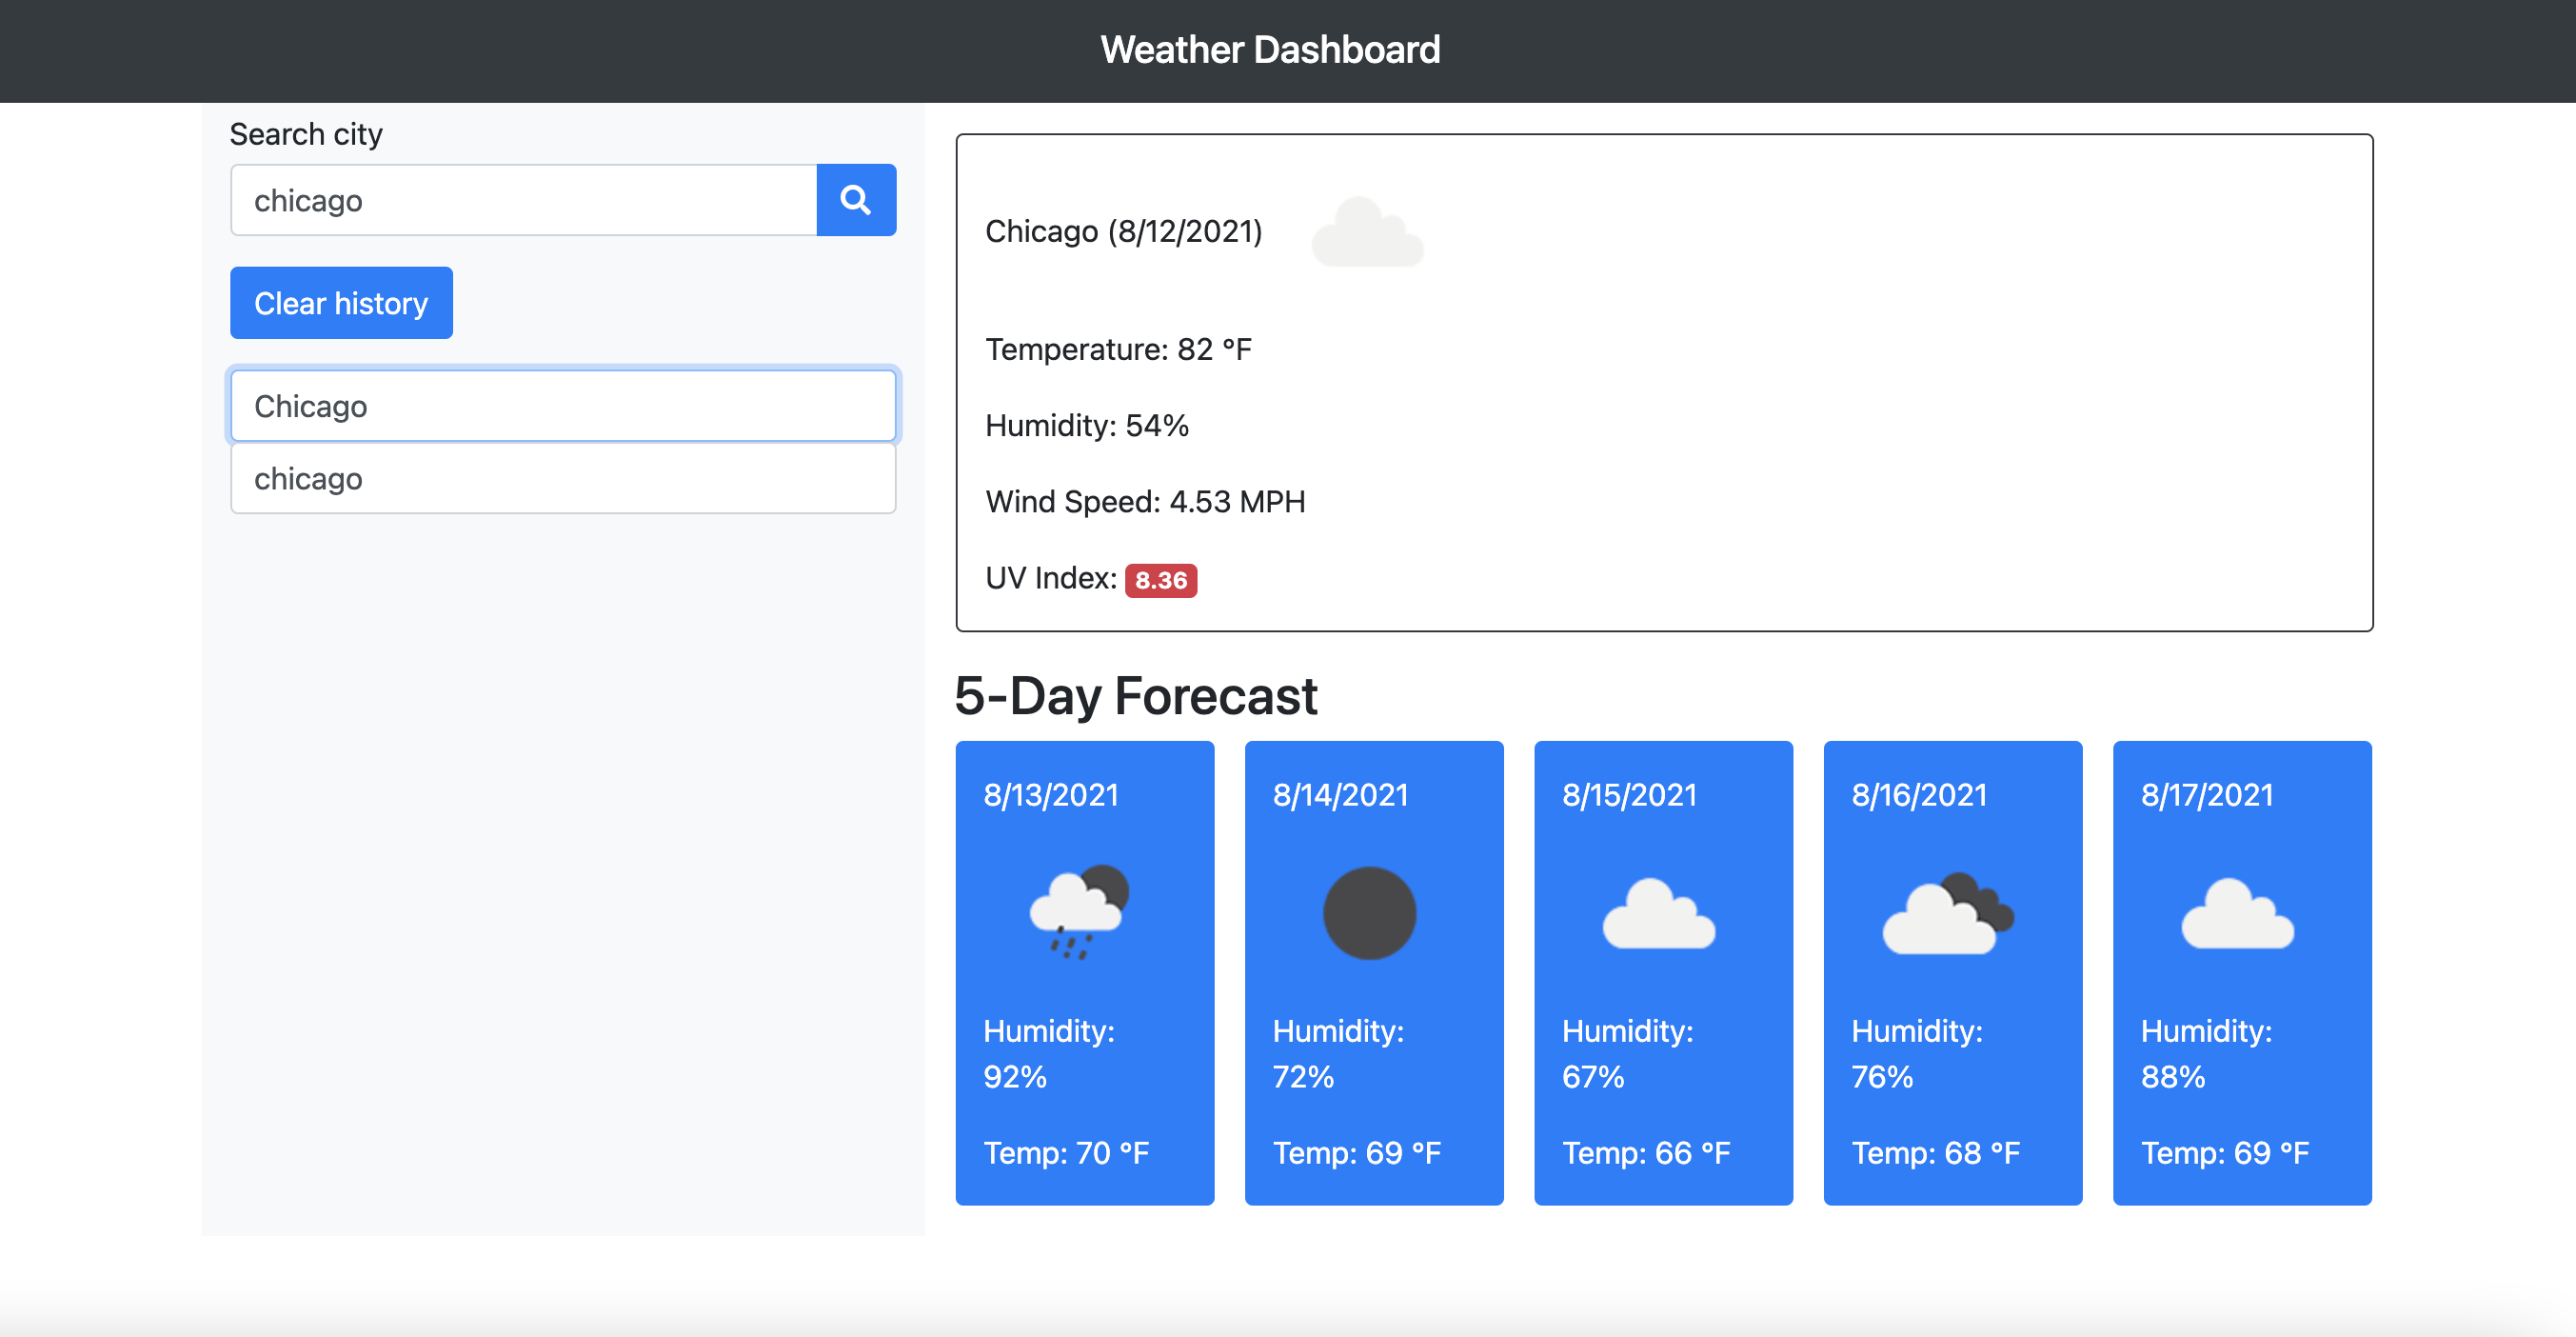 Weather Dashboard
Search city
chicago
Clear history
Chicago
chicago
Chicago (8/12/2021)
Temperature: 82 °F
Humidity: 54%
Wind Speed: 4.53 MPH
UV Index: 8.36
5-Day Forecast
8/13/2021
Humidity:
92%
Temp: 70 °F
8/14/2021
Humidity:
72%
Temp: 69 °F
8/15/2021
Humidity:
67%
Temp: 66 °F
8/16/2021
Humidity:
76%
Temp: 68 °F
8/17/2021
Humidity:
88%
Temp: 69 °F